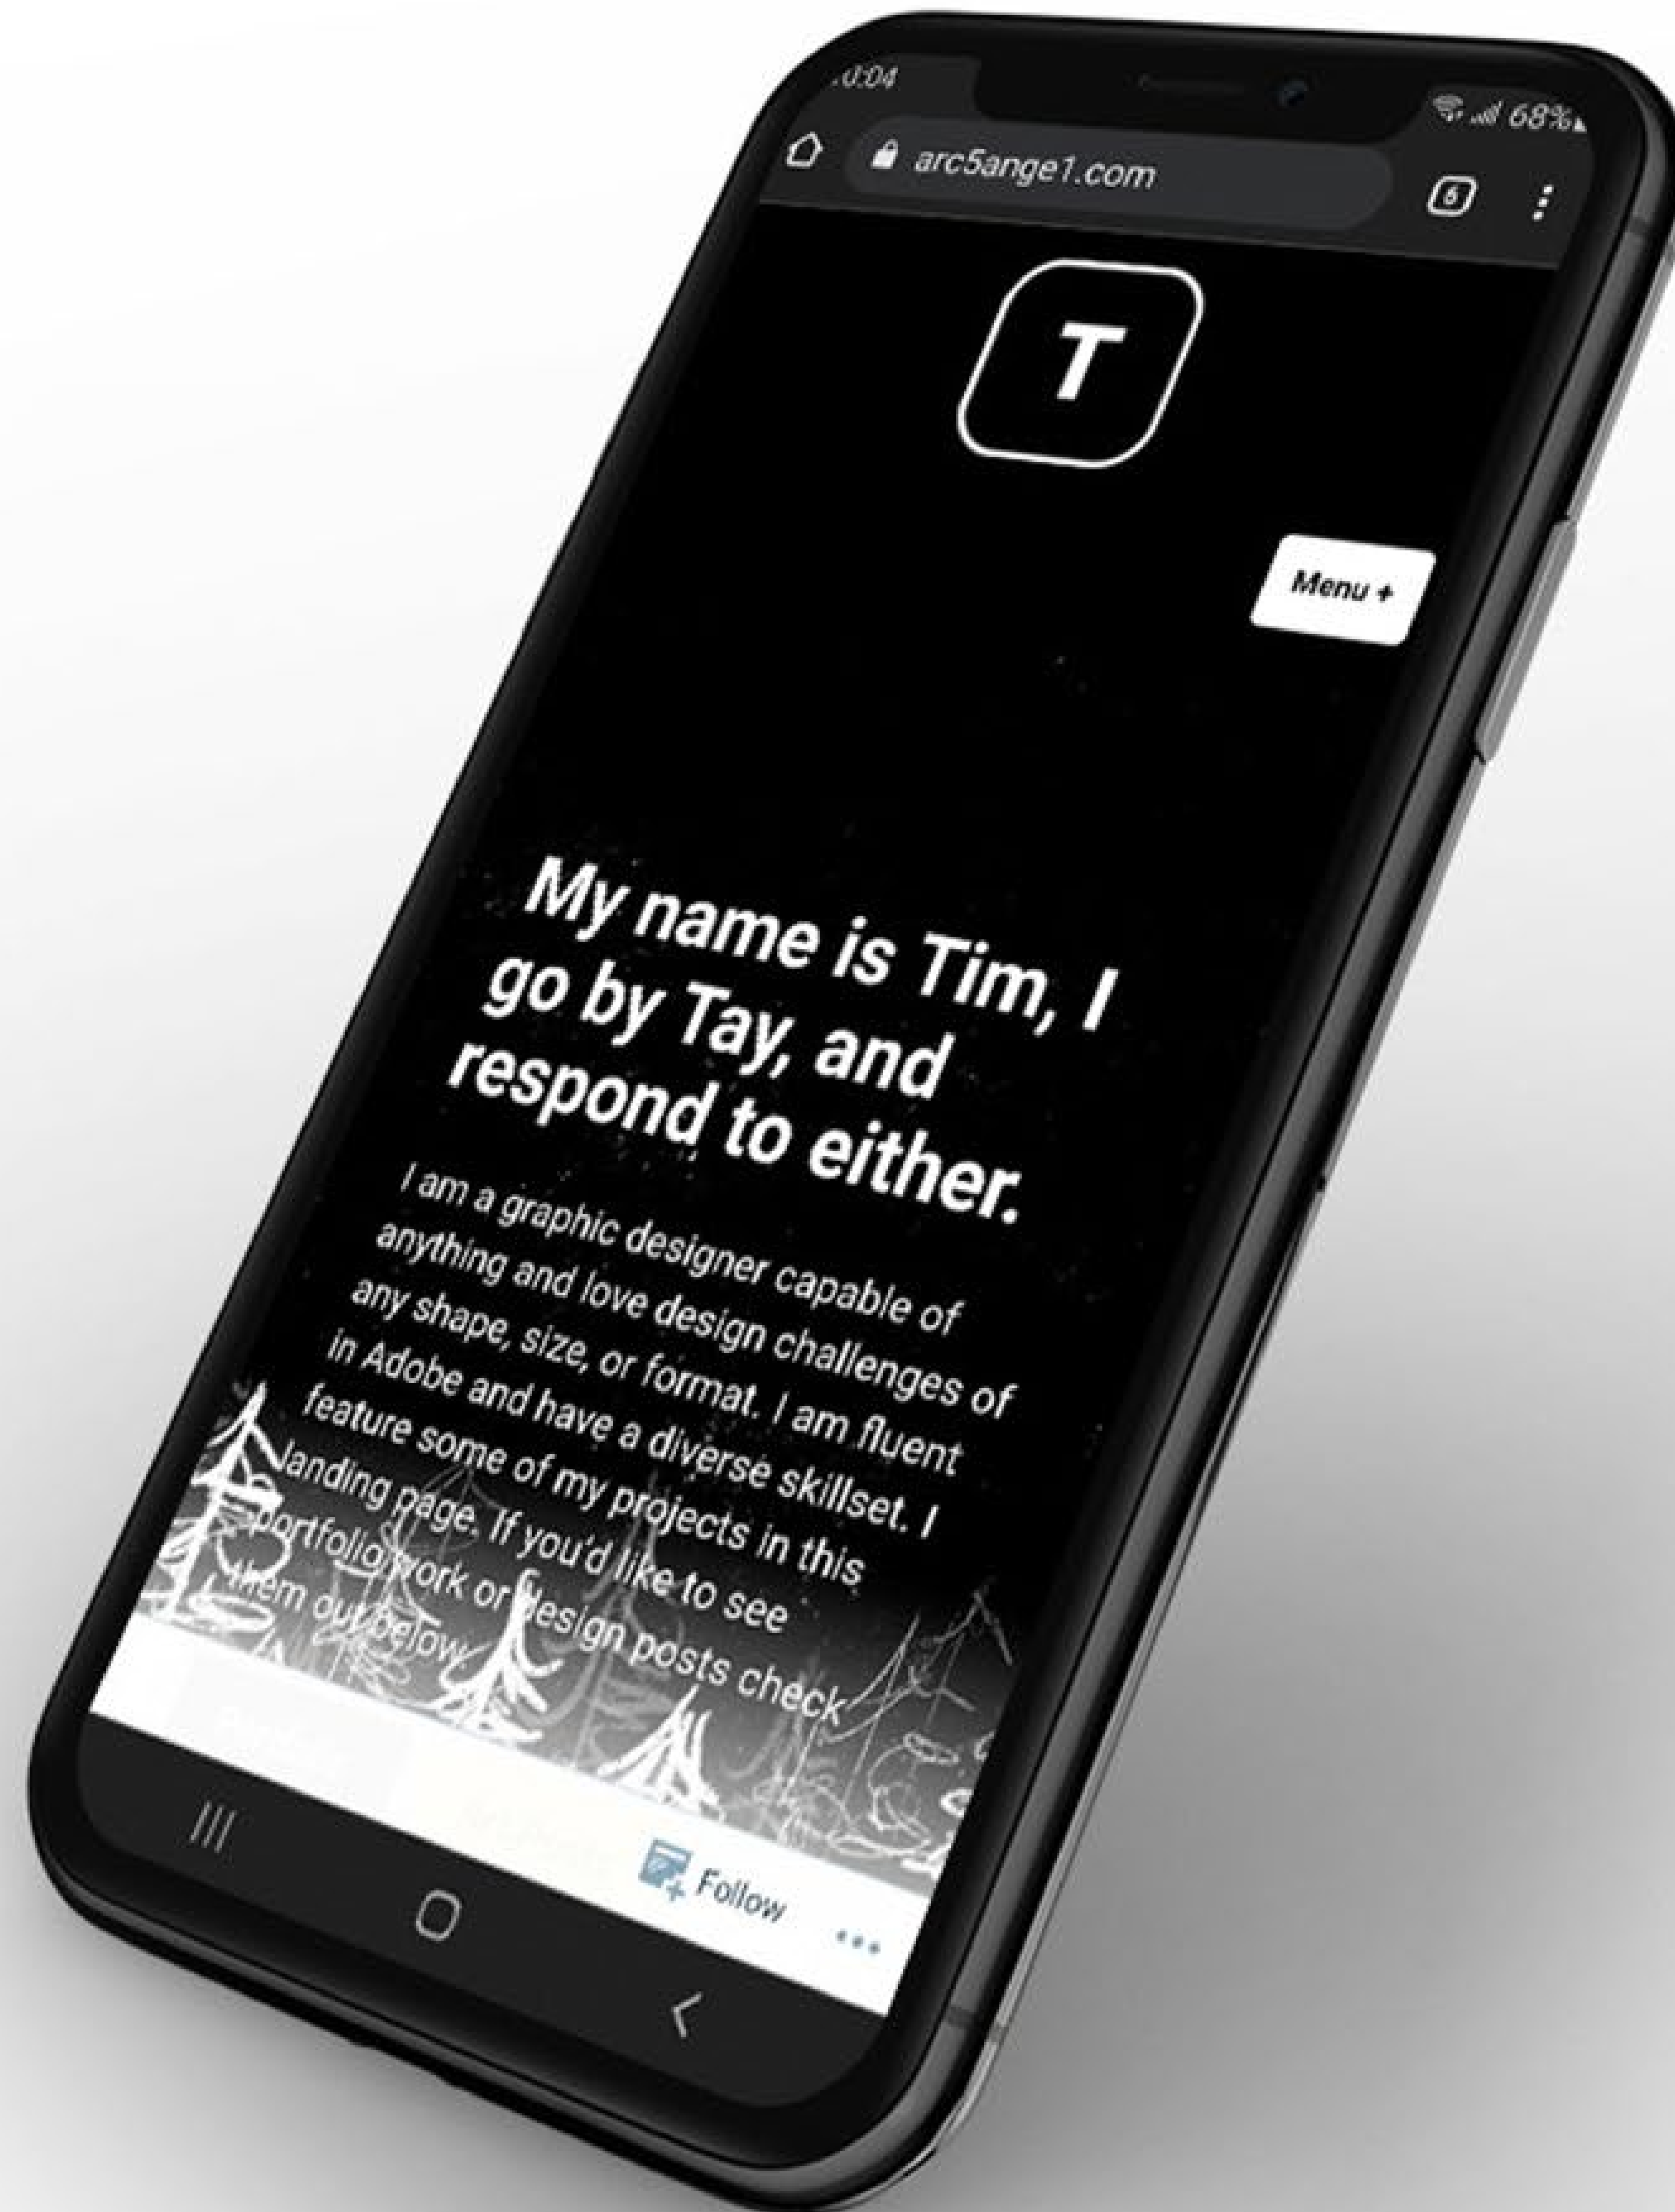 0:04
68%
arc5ange1.com
6
T
Menu +
My name is Tim, I
go by Tay, and
respond to either.
I am a graphic designer capable of
anything and love design challenges of
any shape, size, or format. I am fluent
in Adobe and have a diverse skillset. I
feature some of my projects in this
landing page. If you'd like to see
portfolio work or design posts check
them out below
Follow